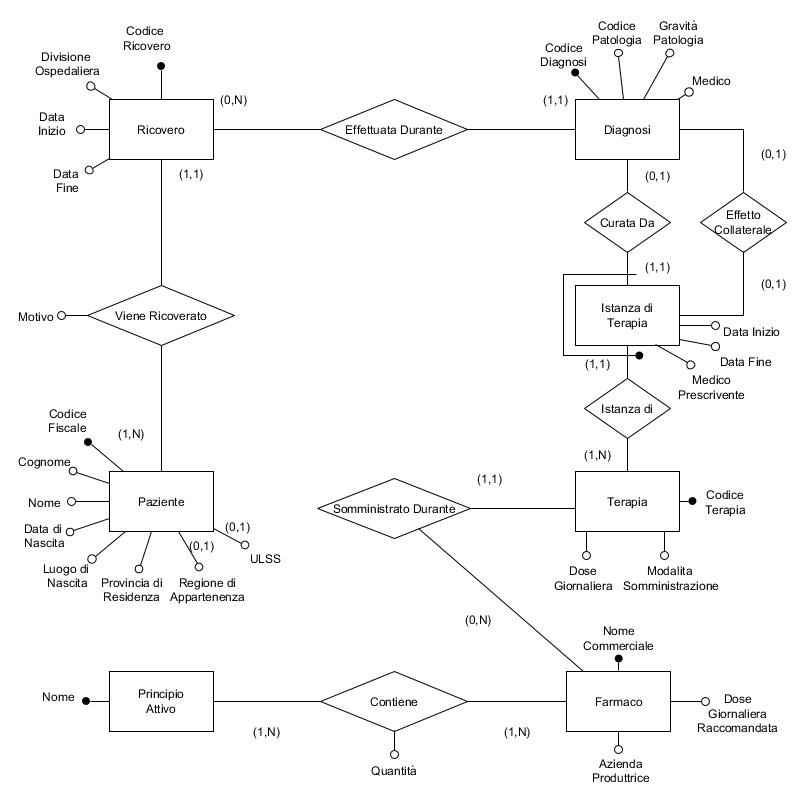 Codice
Ricovero
Divisione
Ospedaliera
Data
Inizio
Data
Fine
Ricovero
(0,N)
(1,1)
Effettuata Durante
(1,1)
Codice
Diagnosi
Codice
Patologia
Gravità
Patologia
Medico
Diagnosi
(0,1)
(0,1)
Curata Da
Effetto
Collaterale
(1,1)
(0,1)
Istanza di
Terapia
Data Inizio
Data Fine
Medico
Prescrivente
(1,1)
Istanza di
(1,N)
Motivo
Viene Ricoverato
(1,N)
Codice
Fiscale
Cognome
Nome
Data di
Nascita
Luogo di
Nascita
Provincia di
Residenza
Regione di
Appartenenza
(0,1)
(0,1)
ULSS
Paziente
Somministrato Durante
(1,1)
Terapia
Codice
Terapia
Dose
Giornaliera
Modalita
Somministrazione
(0,N)
Nome
Commerciale
Nome
Principio
Attivo
(1,N)
Contiene
Quantità
(1,N)
Farmaco
Dose
Giornaliera
Raccomandata
Azienda
Produttrice